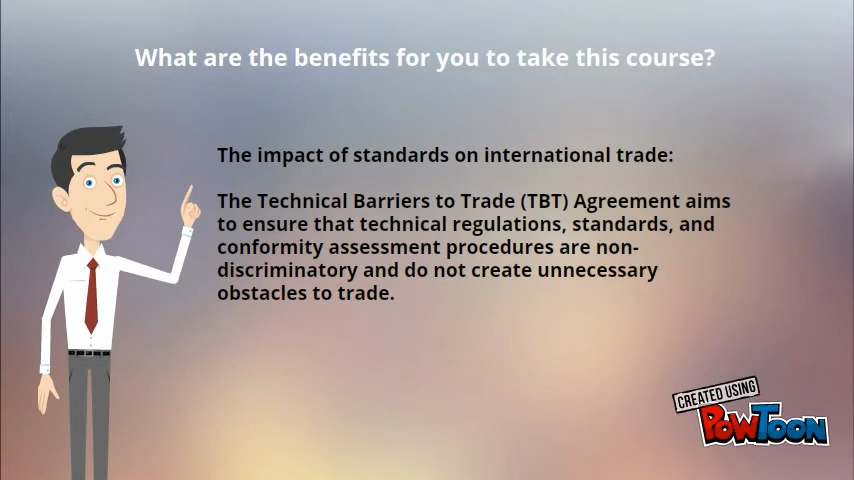 What are the benefits for you to take this course?
The impact of standards on international trade:
The Technical Barriers to Trade (TBT) Agreement aims
to ensure that technical regulations, standards, and
conformity assessment procedures are non-
discriminatory and do not create unnecessary
obstacles to trade.
CREATED USING
POWTOON